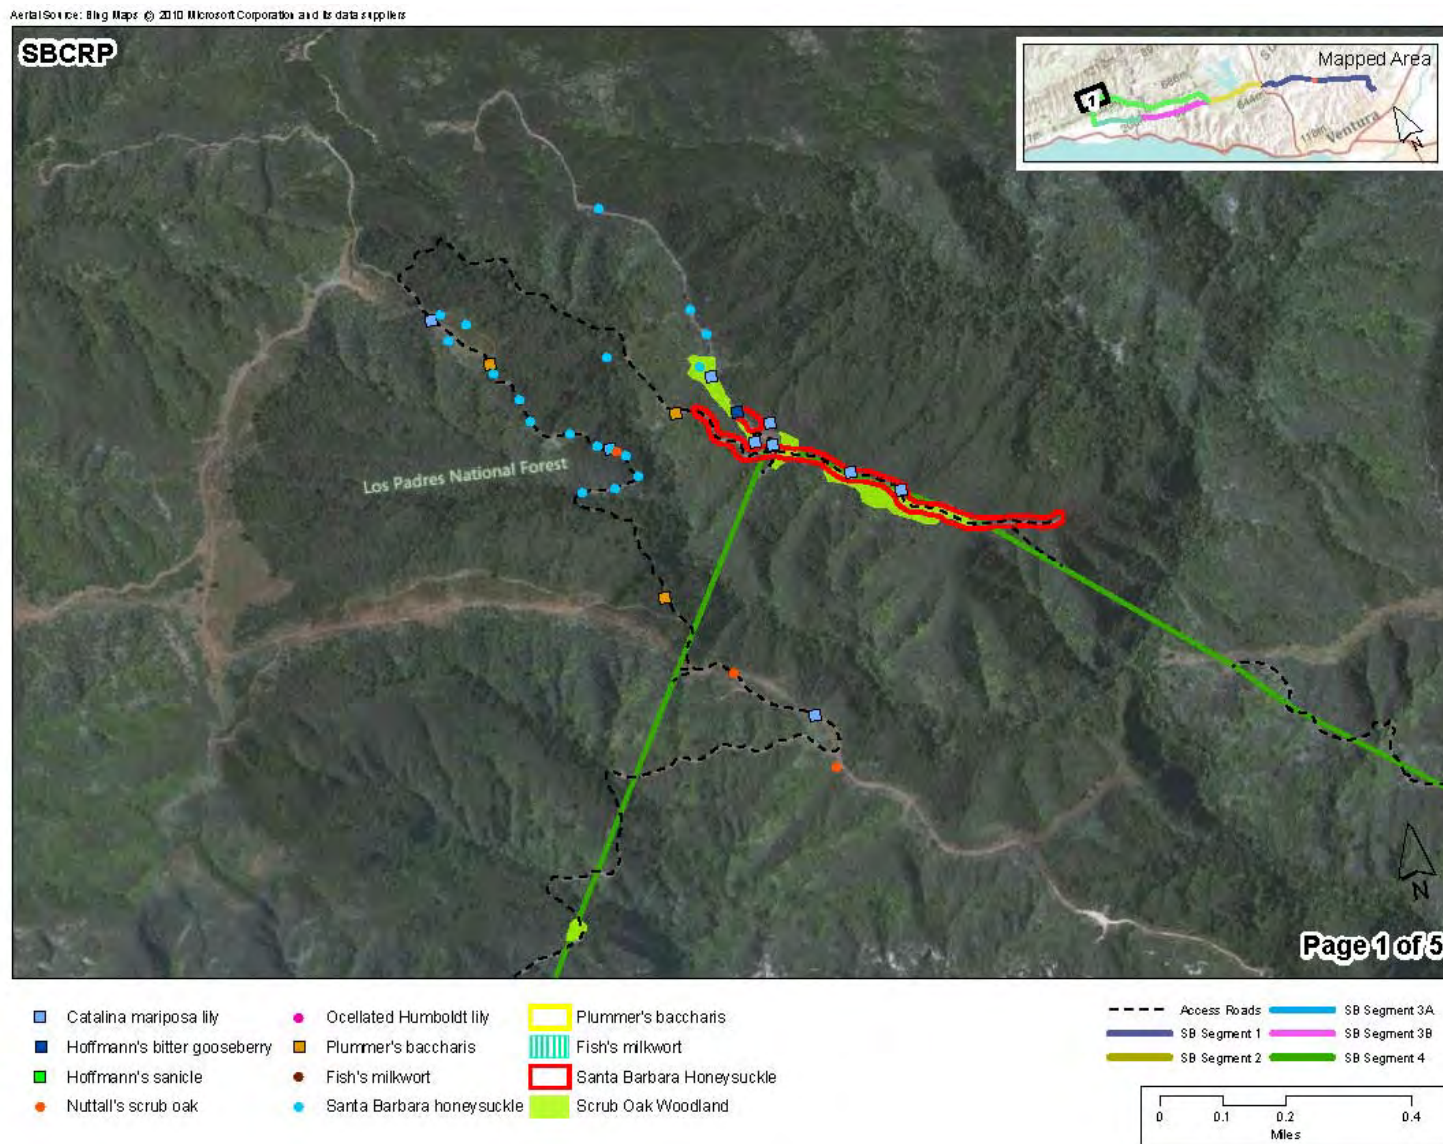 Aerial Source: Bing Maps (c) 2010 Microsoft Corporation and its data suppliers
SBCRP
Mapped Area
1
Ventura
N
Los Padres National Forest
N
Page 1 of 5
Catalina mariposa lily
Hoffmann's bitter gooseberry
Hoffmann's sanicle
Nuttall's scrub oak
Ocellated Humboldt lily
Plummer's baccharis
Fish's milkwort
Santa Barbara honeysuckle
Plummer's baccharis
Fish's milkwort
Santa Barbara Honeysuckle
Scrub Oak Woodland
Access Roads
SB Segment 1
SB Segment 2
SB Segment 3A
SB Segment 3B
SB Segment 4
0 0.1 0.2 0.4
Miles